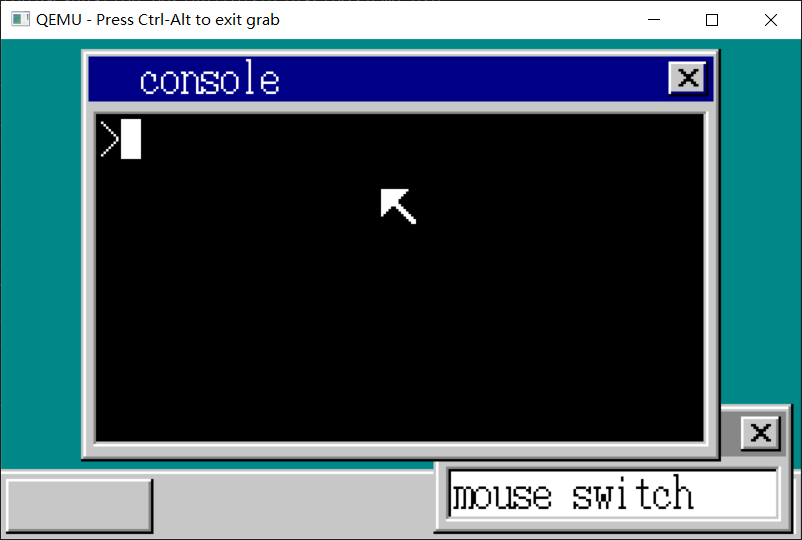 QEMU - Press Ctrl-Alt to exit grab
console
>
mouse switch